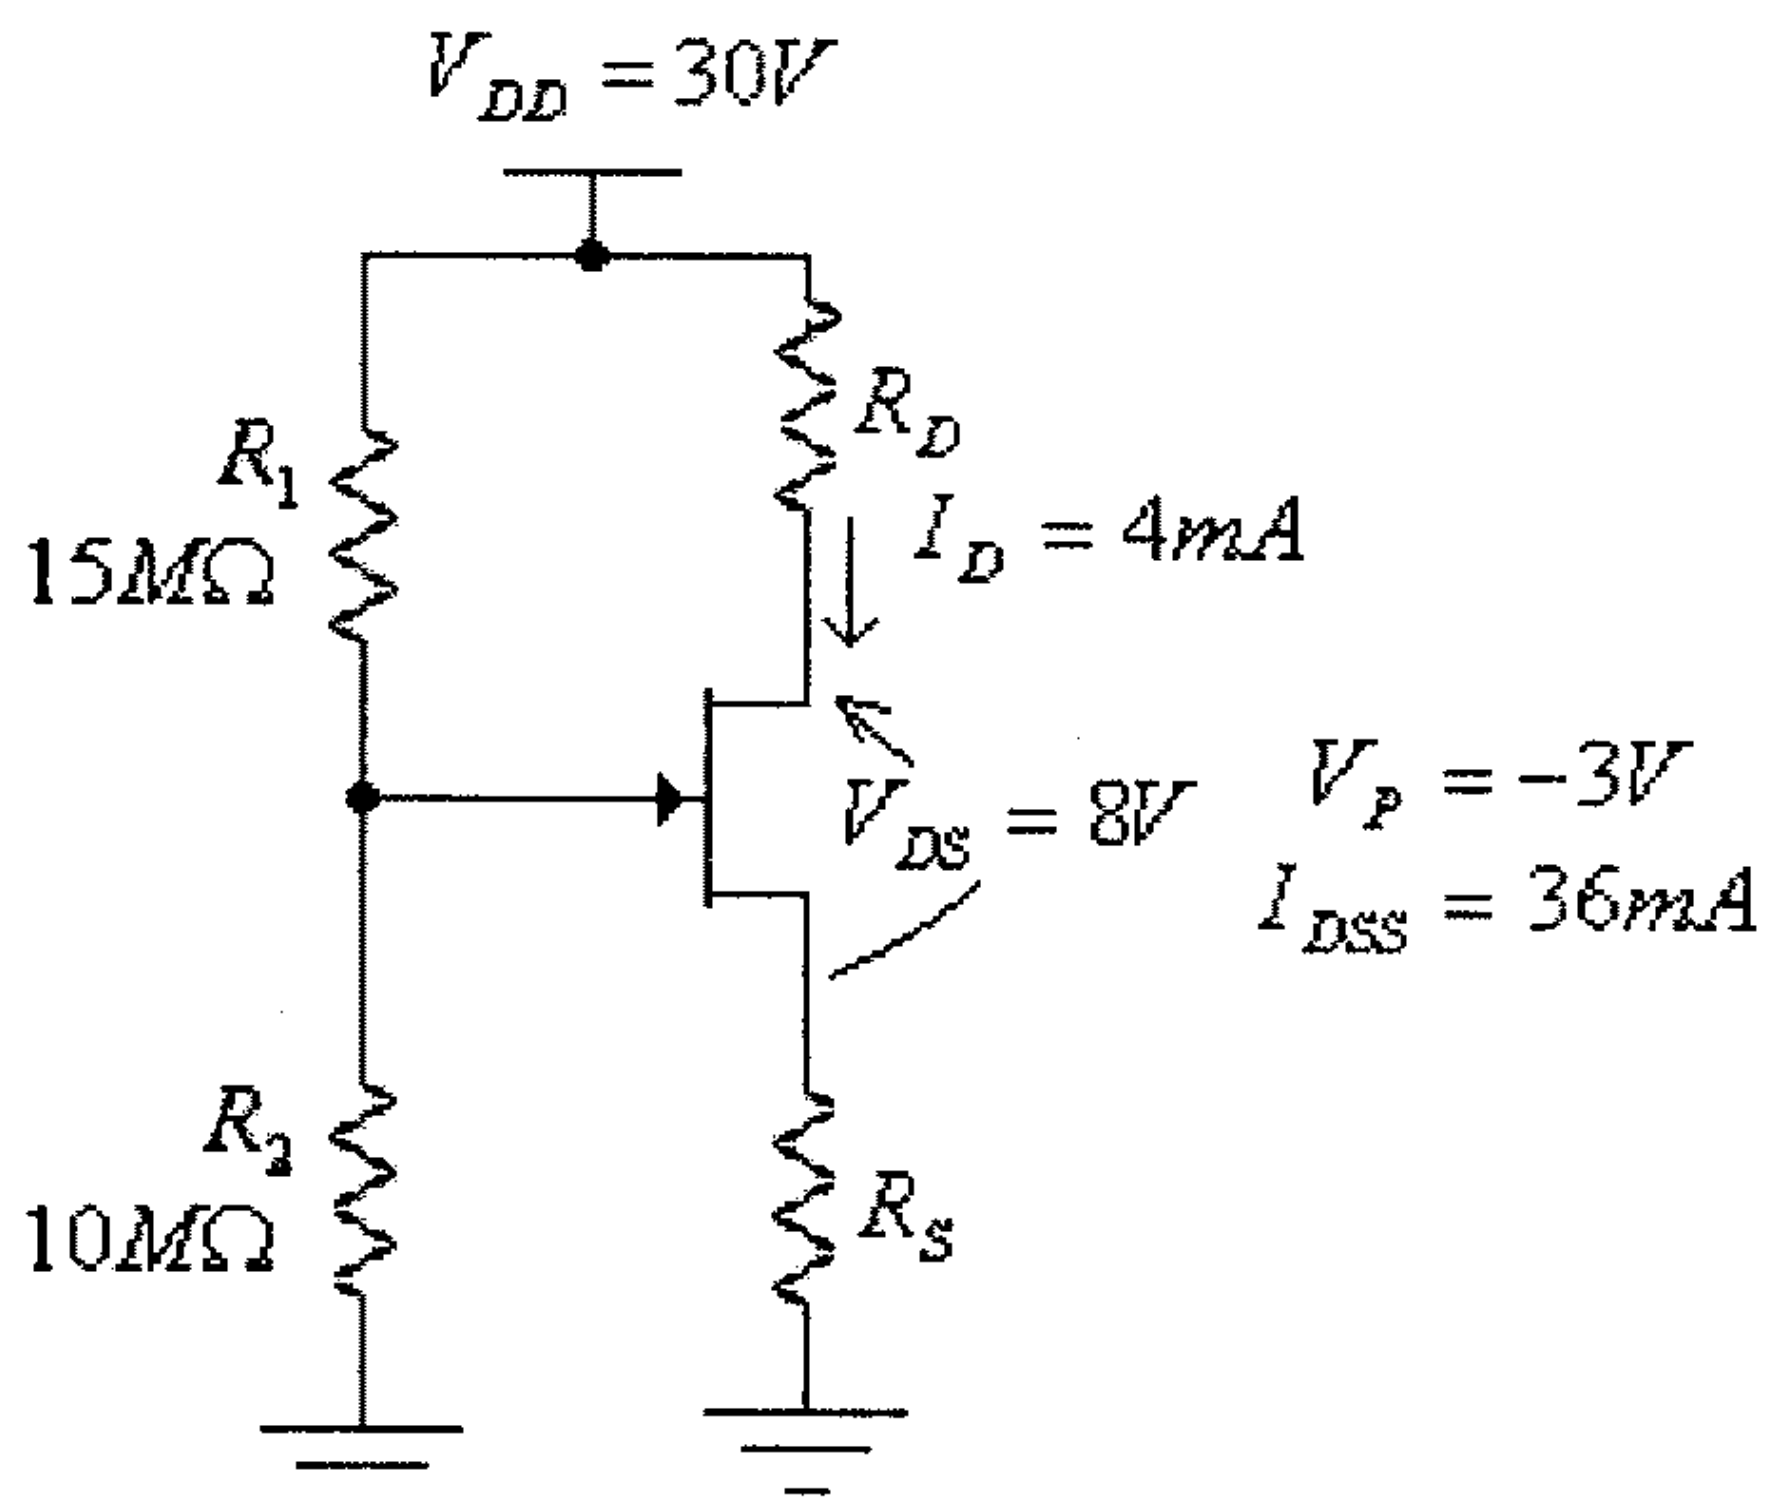 V_DD = 30V
R_1
15MΩ
R_D
I_D = 4mA
V_DS = 8V
V_P = -3V
I_DSS = 36mA
R_2
10MΩ
R_S